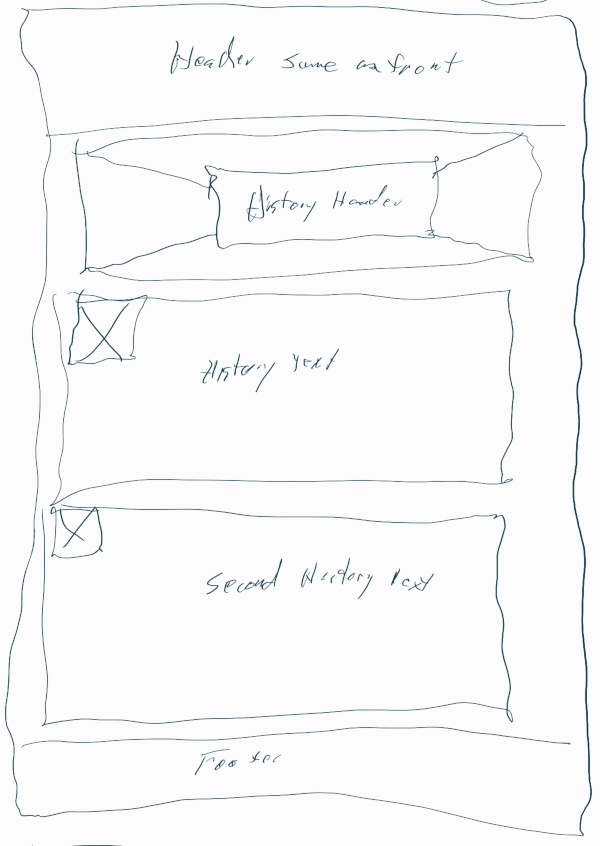 Header same as front
History Header
History Text
Second History Text
Footer